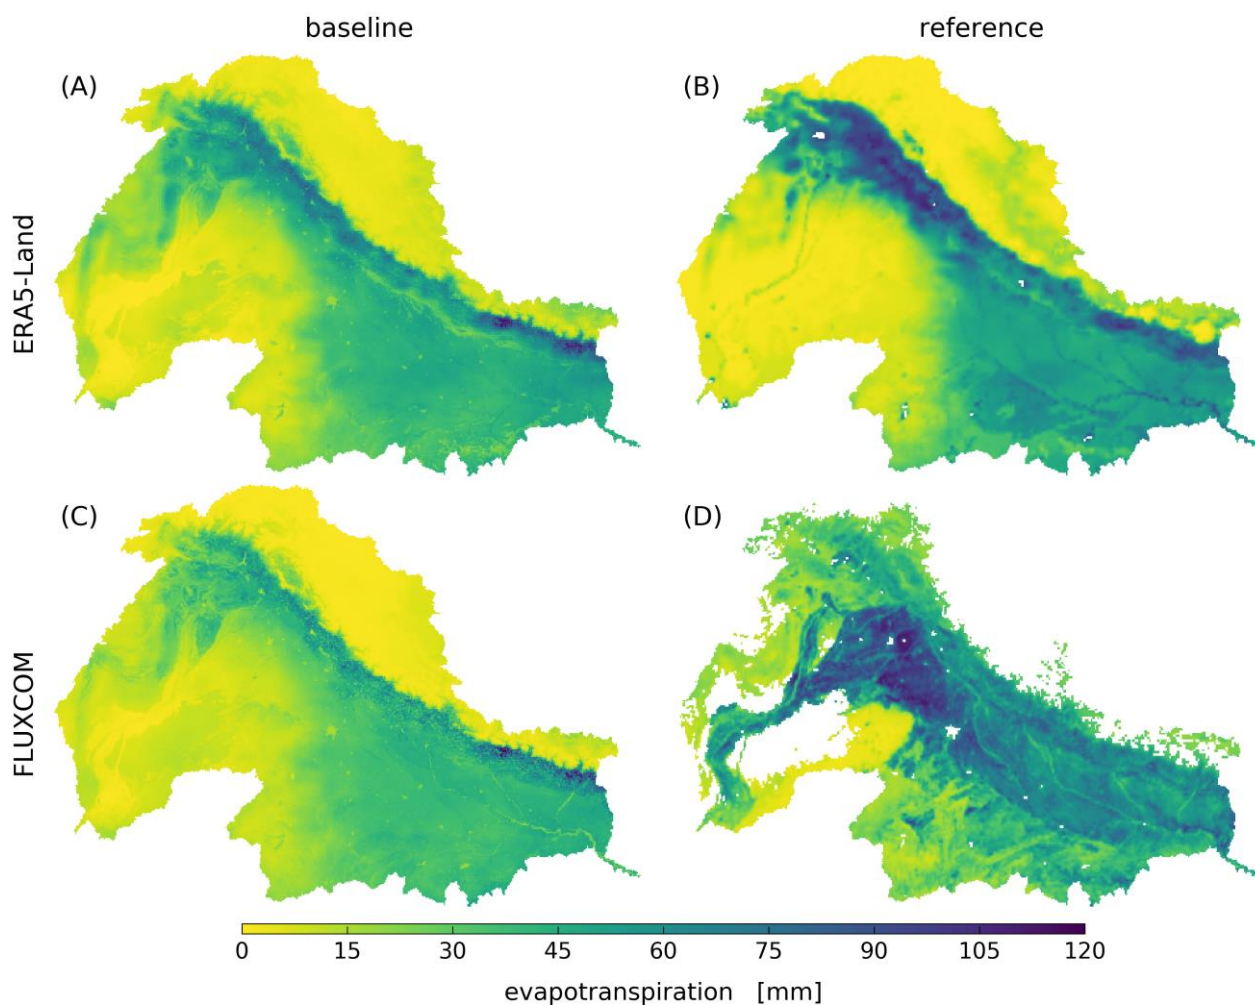 baseline
reference
(A)
(B)
ERA5-Land
(C)
(D)
FLUXCOM
0 15 30 45 60 75 90 105 120
evapotranspiration [mm]